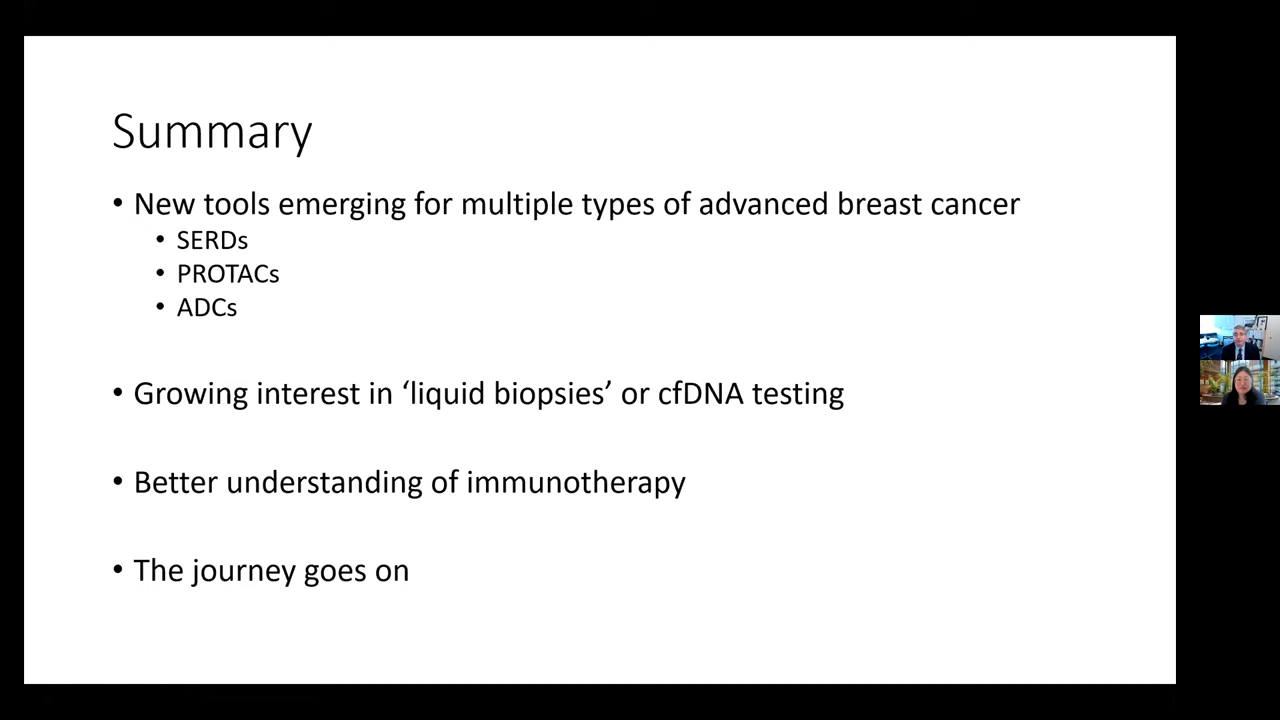 Summary
• New tools emerging for multiple types of advanced breast cancer
• SERDs
• PROTACs
• ADCs
• Growing interest in ‘liquid biopsies’ or cfDNA testing
• Better understanding of immunotherapy
• The journey goes on